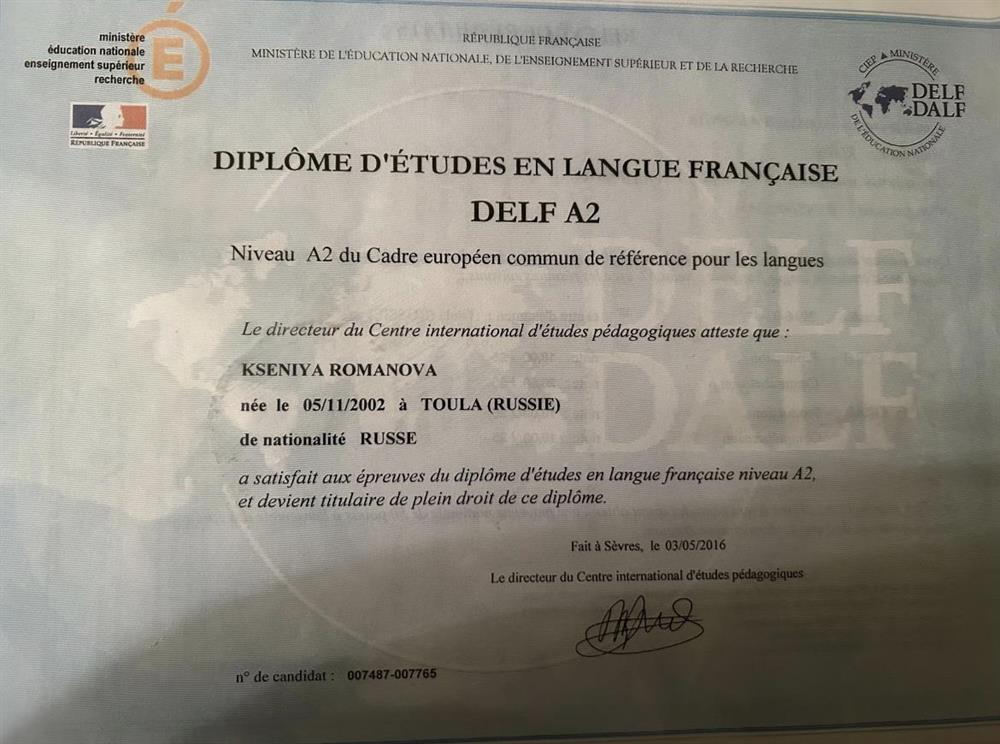 ministère
éducation nationale
enseignement supérieur
recherche
É
Liberté • Égalité • Fraternité
RÉPUBLIQUE FRANÇAISE
RÉPUBLIQUE FRANÇAISE
MINISTÈRE DE L'ÉDUCATION NATIONALE, DE L'ENSEIGNEMENT SUPÉRIEUR ET DE LA RECHERCHE
CIEP ▲ MINISTÈRE
DELF
DALF
DE L'ÉDUCATION NATIONALE
DIPLÔME D'ÉTUDES EN LANGUE FRANÇAISE
DELF A2
Niveau A2 du Cadre européen commun de référence pour les langues
Le directeur du Centre international d'études pédagogiques atteste que :
KSENIYA ROMANOVA
née le 05/11/2002 à TOULA (RUSSIE)
de nationalité RUSSE
a satisfait aux épreuves du diplôme d'études en langue française niveau A2,
et devient titulaire de plein droit de ce diplôme.
DELF
DALF
Fait à Sèvres, le 03/05/2016
Le directeur du Centre international d'études pédagogiques
n° de candidat : 007487-007765